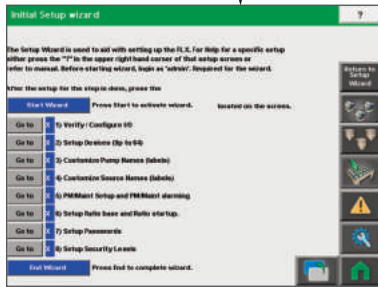 Initial Setup wizard
?
The Setup Wizard is used to aid with setting up the FLX. For Help for a specific setup
either press the "?" in the upper right hand corner of that setup screen or
refer to manual. Before starting wizard, login as 'admin'. Required for the wizard.
Return to
Setup
Wizard
After the setup for the step is done, press the
Start Wizard Press Start to activate wizard. located on the screen.
Go to X 1) Verify / Configure I/O
Go to X 2) Setup Devices (Up to 64)
Go to X 3) Customize Pump Names (labels)
Go to X 4) Customize Source Names (labels)
Go to X 5) PM/Maint Setup and PM/Maint alarming
Go to X 6) Setup Ratio base and Ratio startup.
Go to X 7) Setup Passwords
Go to X 8) Setup Security Levels
End Wizard Press End to complete wizard.